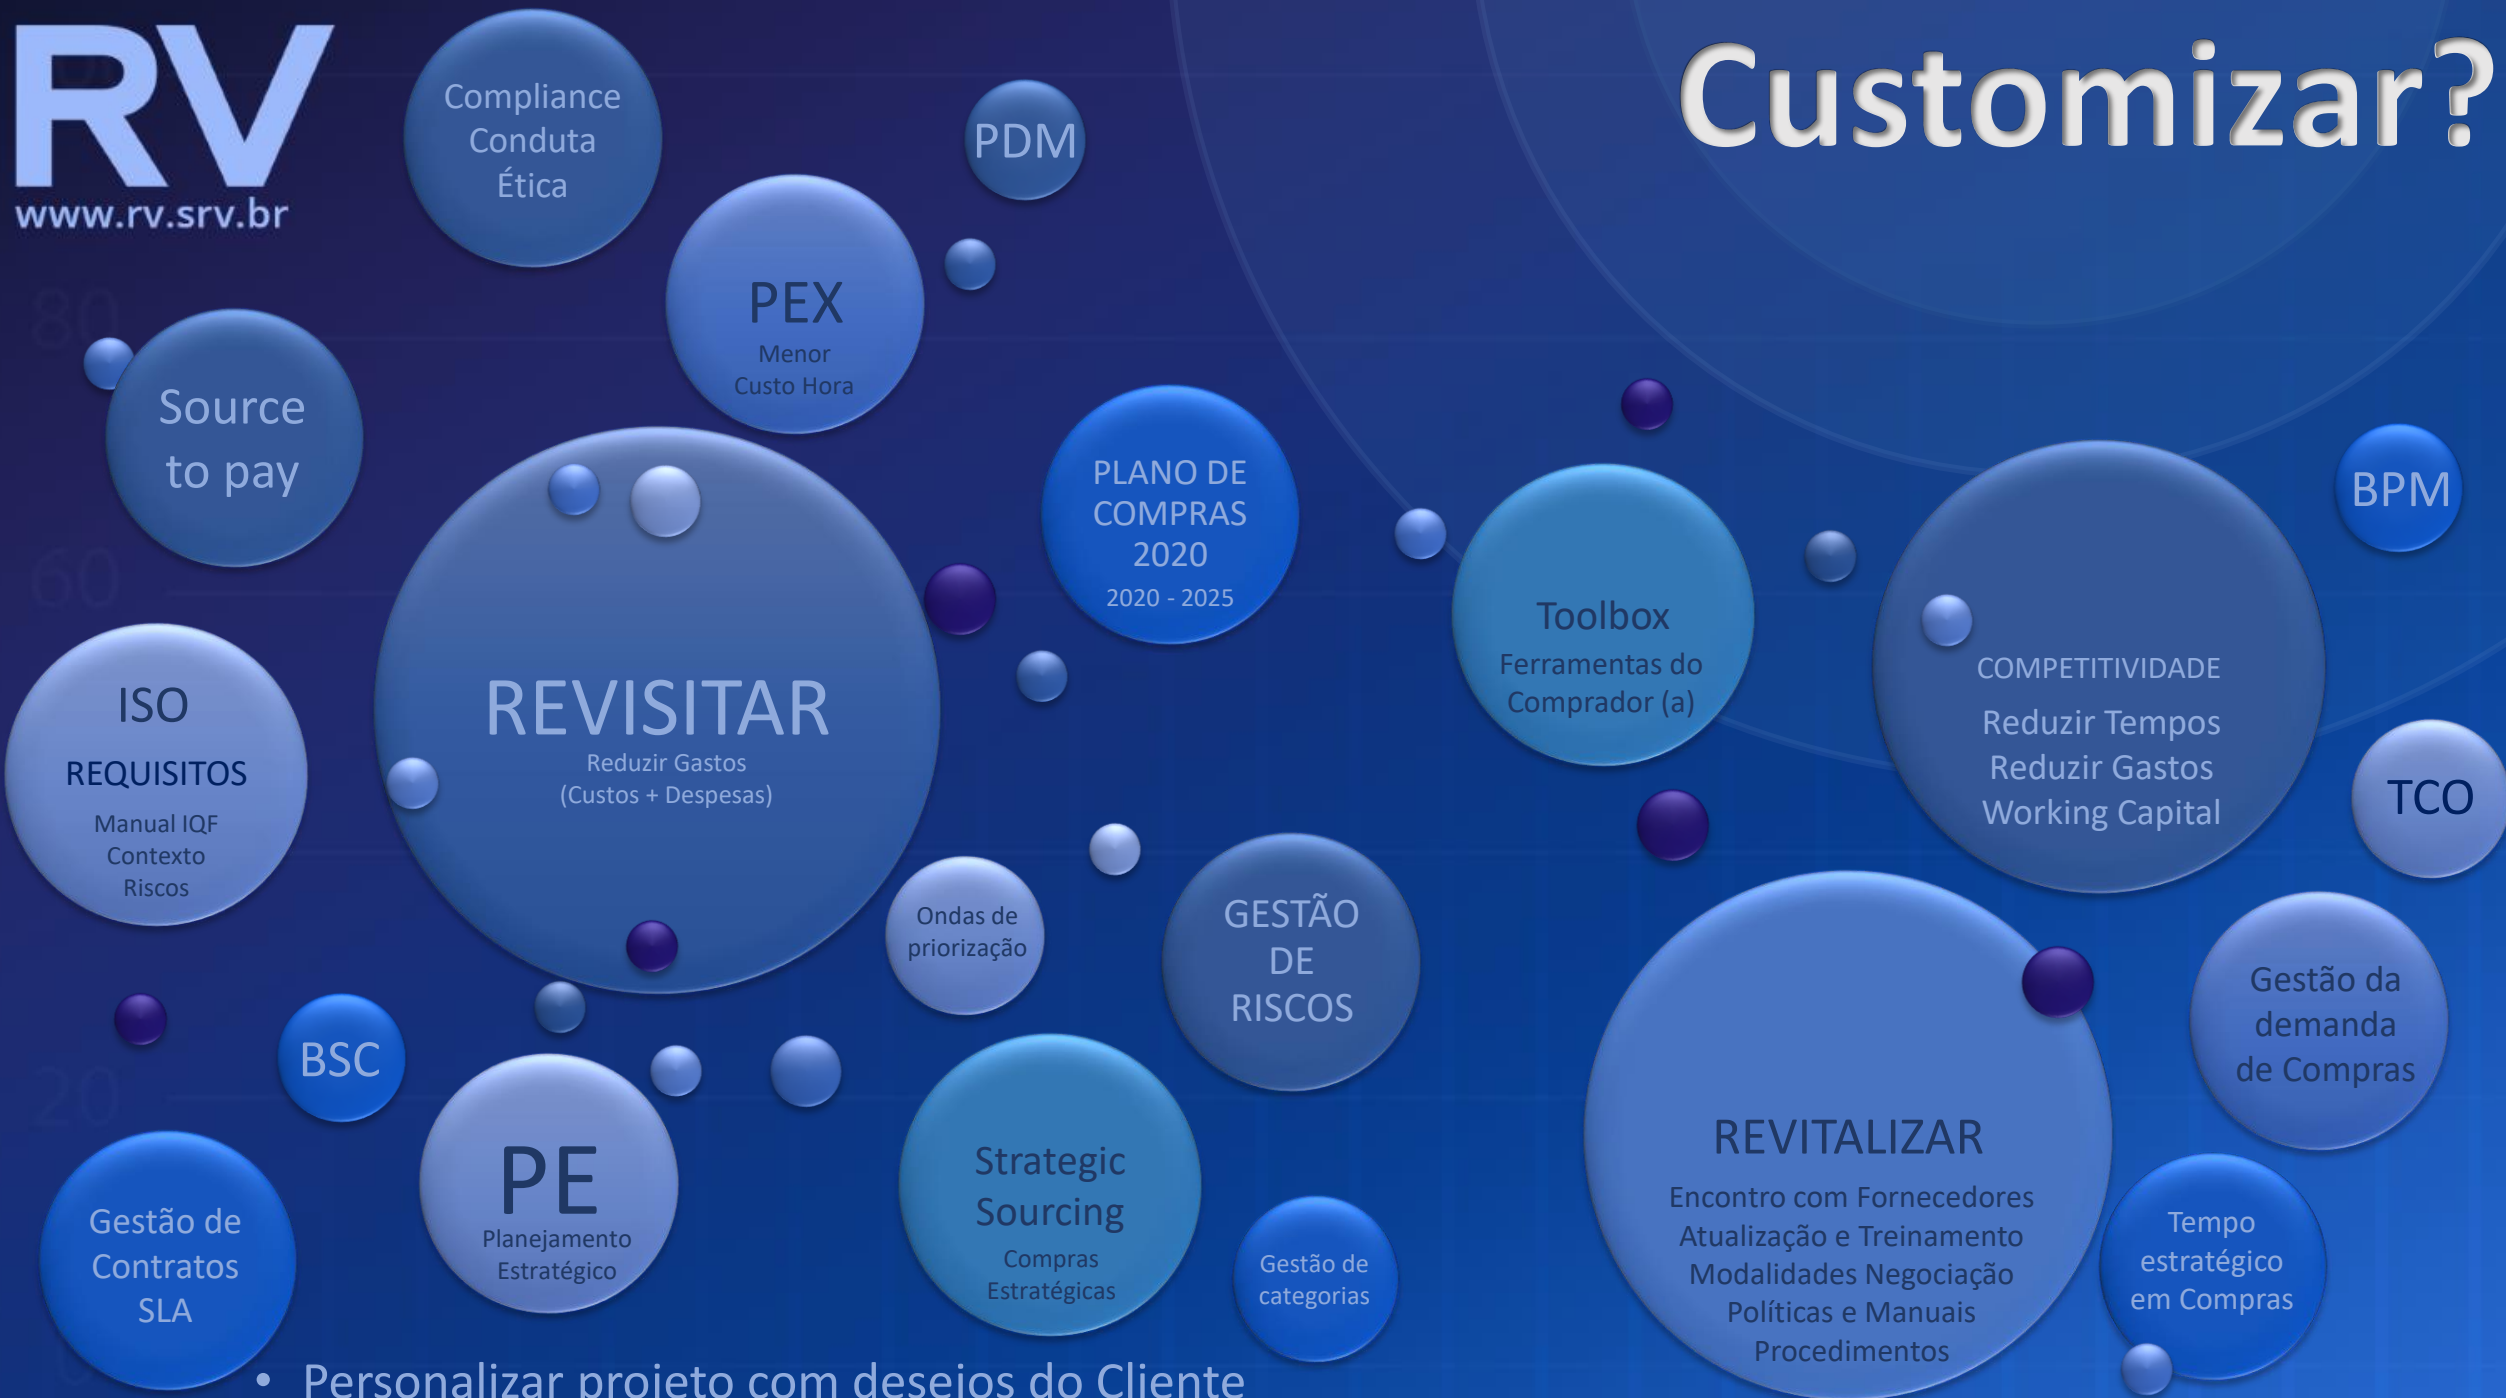 RV
www.rv.srv.br
Customizar?
Compliance
Conduta
Ética
PDM
PEX
Menor
Custo Hora
80
Source
to pay
PLANO DE
COMPRAS
2020
2020 - 2025
BPM
60
Toolbox
Ferramentas do
Comprador (a)
COMPETITIVIDADE
Reduzir Tempos
Reduzir Gastos
Working Capital
ISO
REQUISITOS
Manual IQF
Contexto
Riscos
REVISITAR
Reduzir Gastos
(Custos + Despesas)
TCO
Ondas de
priorização
GESTÃO
DE
RISCOS
Gestão da
demanda
de Compras
BSC
20
PE
Planejamento
Estratégico
Strategic
Sourcing
Compras
Estratégicas
REVITALIZAR
Encontro com Fornecedores
Atualização e Treinamento
Modalidades Negociação
Políticas e Manuais
Procedimentos
Gestão de
Contratos
SLA
Gestão de
categorias
Tempo
estratégico
em Compras
• Personalizar projeto com desejos do Cliente